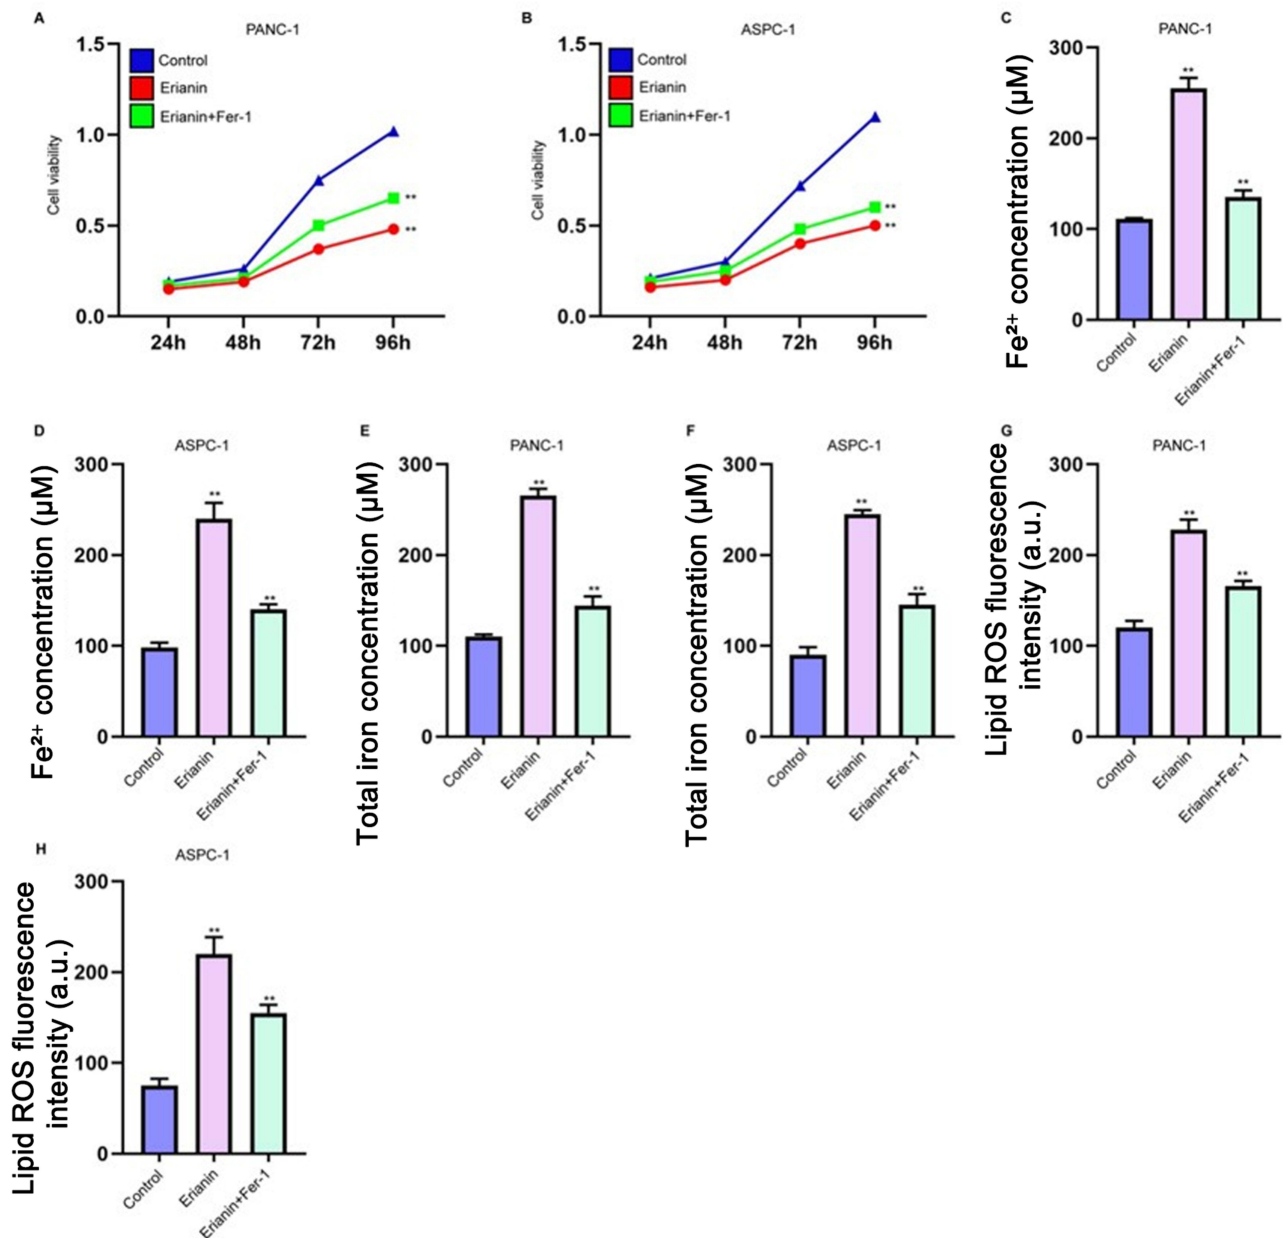 A
PANC-1
1.5
1.0
0.5
0.0
Cell viability
Control
Erianin
Erianin+Fer-1
**
**
24h 48h 72h 96h
B
ASPC-1
1.5
1.0
0.5
0.0
Cell viability
Control
Erianin
Erianin+Fer-1
**
**
24h 48h 72h 96h
C
PANC-1
Fe²⁺ concentration (µM)
300
200
100
0
**
**
Control
Erianin
Erianin+Fer-1
D
ASPC-1
Fe²⁺ concentration (µM)
300
200
100
0
**
**
Control
Erianin
Erianin+Fer-1
E
PANC-1
Total iron concentration (µM)
300
200
100
0
**
**
Control
Erianin
Erianin+Fer-1
F
ASPC-1
Total iron concentration (µM)
300
200
100
0
**
**
Control
Erianin
Erianin+Fer-1
G
PANC-1
Lipid ROS fluorescence
intensity (a.u.)
300
200
100
0
**
**
Control
Erianin
Erianin+Fer-1
H
ASPC-1
Lipid ROS fluorescence
intensity (a.u.)
300
200
100
0
**
**
Control
Erianin
Erianin+Fer-1